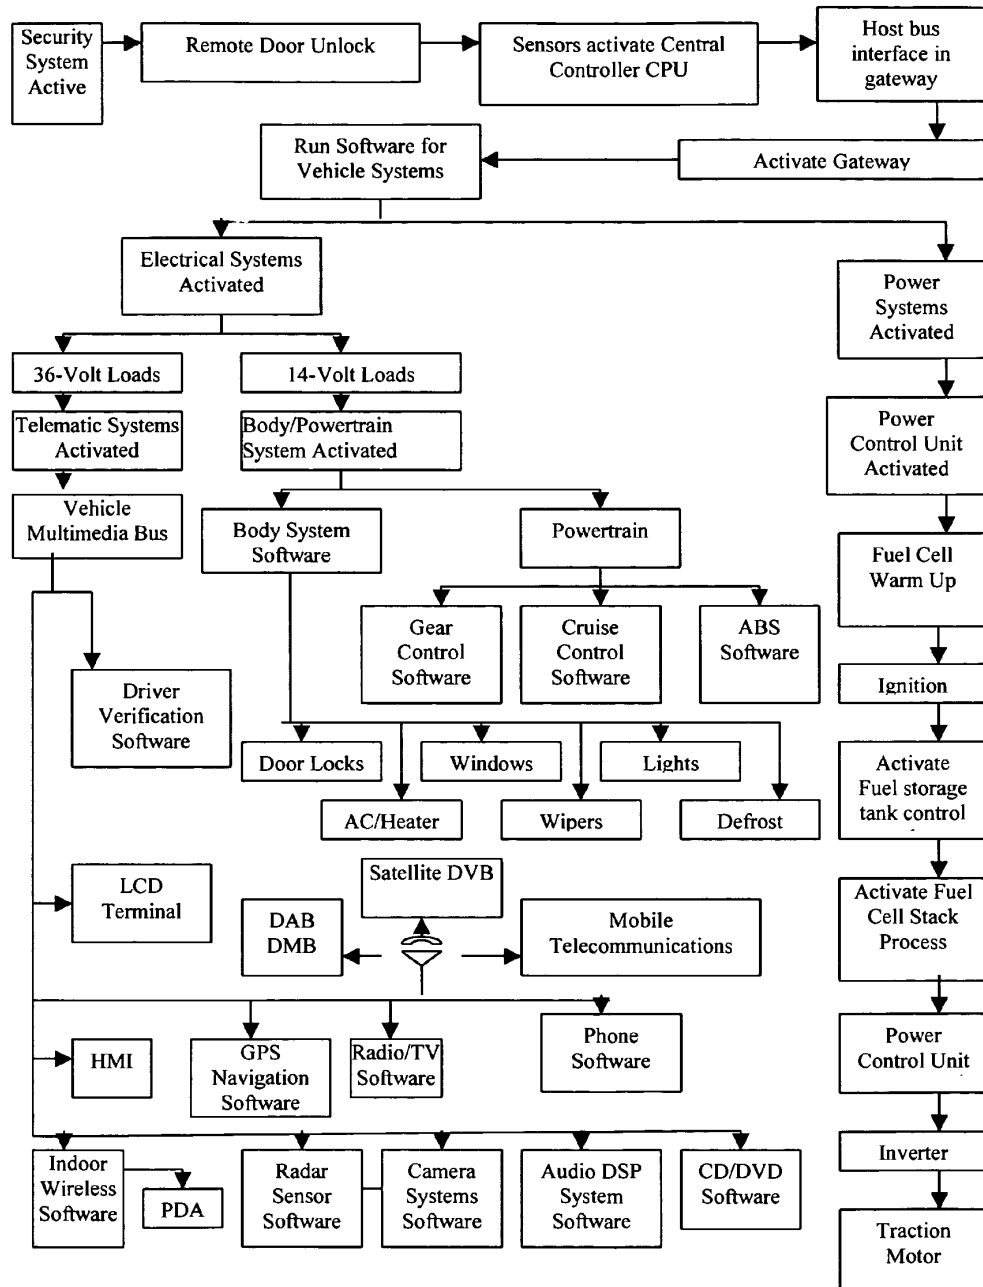 Security
System
Active
Remote Door Unlock
Sensors activate Central
Controller CPU
Host bus
interface in
gateway
Activate Gateway
Run Software for
Vehicle Systems
Electrical Systems
Activated
Power
Systems
Activated
36-Volt Loads
14-Volt Loads
Telematic Systems
Activated
Body/Powertrain
System Activated
Power
Control Unit
Activated
Vehicle
Multimedia Bus
Body System
Software
Powertrain
Fuel Cell
Warm Up
Gear
Control
Software
Cruise
Control
Software
ABS
Software
Ignition
Driver
Verification
Software
Door Locks
Windows
Lights
Activate
Fuel storage
tank control
AC/Heater
Wipers
Defrost
Satellite DVB
LCD
Terminal
DAB
DMB
Mobile
Telecommunications
Activate Fuel
Cell Stack
Process
HMI
GPS
Navigation
Software
Radio/TV
Software
Phone
Software
Power
Control Unit
Indoor
Wireless
Software
PDA
Radar
Sensor
Software
Camera
Systems
Software
Audio DSP
System
Software
CD/DVD
Software
Inverter
Traction
Motor